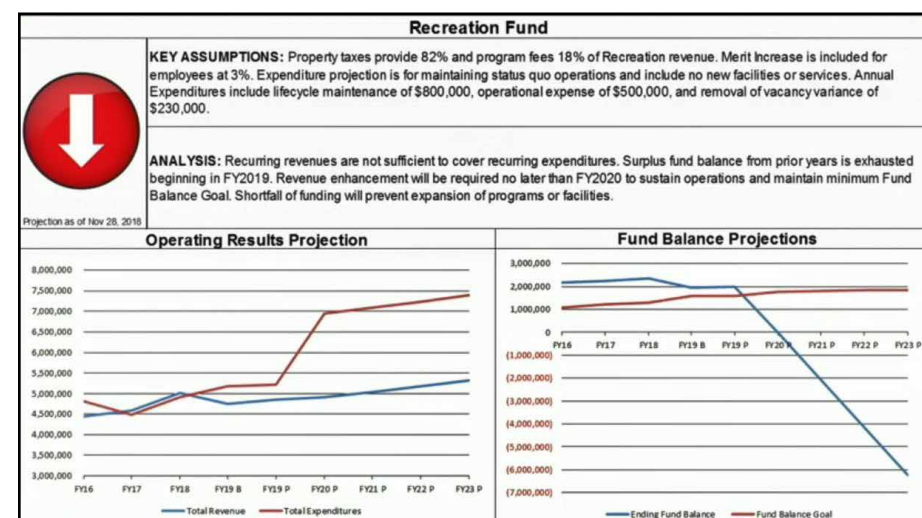 Recreation Fund
KEY ASSUMPTIONS: Property taxes provide 82% and program fees 18% of Recreation revenue. Merit Increase is included for
employees at 3%. Expenditure projection is for maintaining status quo operations and include no new facilities or services. Annual
Expenditures include lifecycle maintenance of $800,000, operational expense of $500,000, and removal of vacancy variance of
$230,000.
ANALYSIS: Recurring revenues are not sufficient to cover recurring expenditures. Surplus fund balance from prior years is exhausted
beginning in FY2019. Revenue enhancement will be required no later than FY2020 to sustain operations and maintain minimum Fund
Balance Goal. Shortfall of funding will prevent expansion of programs or facilities.
Projection as of Nov 28, 2018
Operating Results Projection
8,000,000
7,500,000
7,000,000
6,500,000
6,000,000
5,500,000
5,000,000
4,500,000
4,000,000
3,500,000
3,000,000
FY16 FY17 FY18 FY19 B FY19 P FY20 P FY21 P FY22 P FY23 P
Total Revenue Total Expenditures
Fund Balance Projections
3,000,000
2,000,000
1,000,000
0
FY16 FY17 FY18 FY19 B FY19 P FY20 P FY21 P FY22 P FY23 P
(1,000,000)
(2,000,000)
(3,000,000)
(4,000,000)
(5,000,000)
(6,000,000)
(7,000,000)
Ending Fund Balance Fund Balance Goal